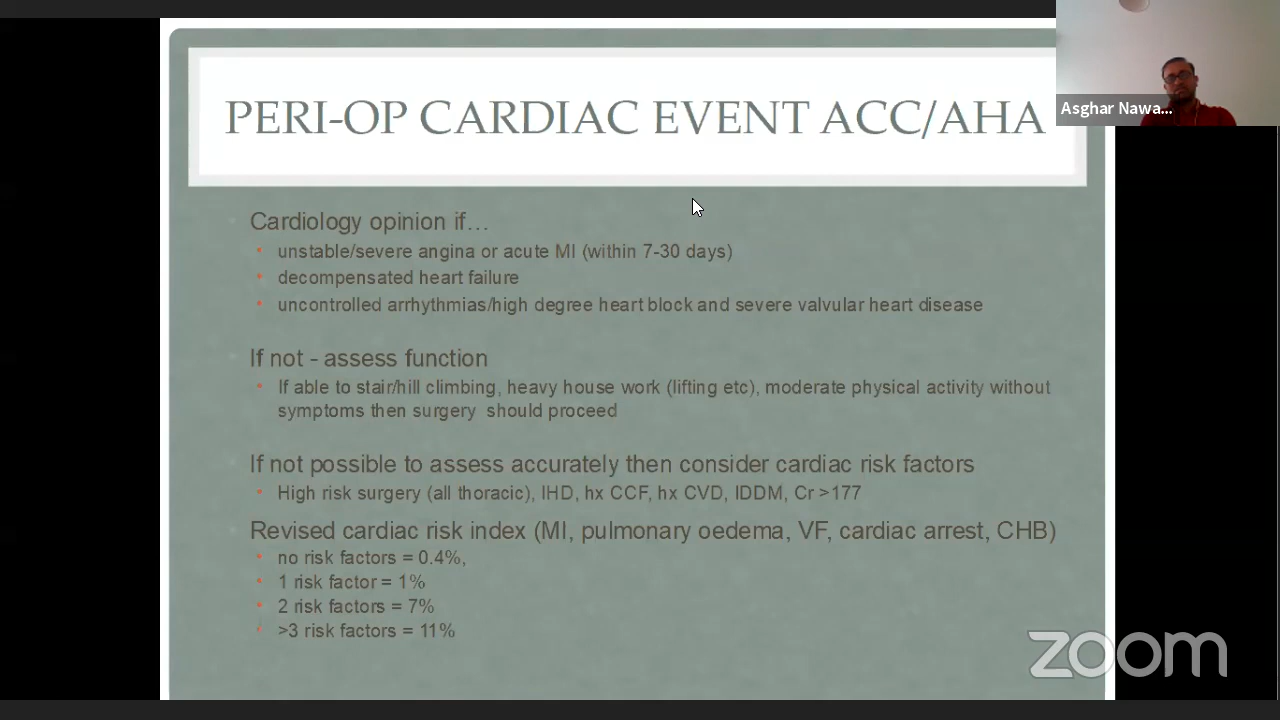 PERI-OP CARDIAC EVENT ACC/AHA
Asghar Nawa...
Cardiology opinion if…
unstable/severe angina or acute MI (within 7-30 days)
decompensated heart failure
uncontrolled arrhythmias/high degree heart block and severe valvular heart disease
If not - assess function
If able to stair/hill climbing, heavy house work (lifting etc), moderate physical activity without
symptoms then surgery should proceed
If not possible to assess accurately then consider cardiac risk factors
High risk surgery (all thoracic), IHD, hx CCF, hx CVD, IDDM, Cr >177
Revised cardiac risk index (MI, pulmonary oedema, VF, cardiac arrest, CHB)
no risk factors = 0.4%,
1 risk factor = 1%
2 risk factors = 7%
>3 risk factors = 11%
zoom